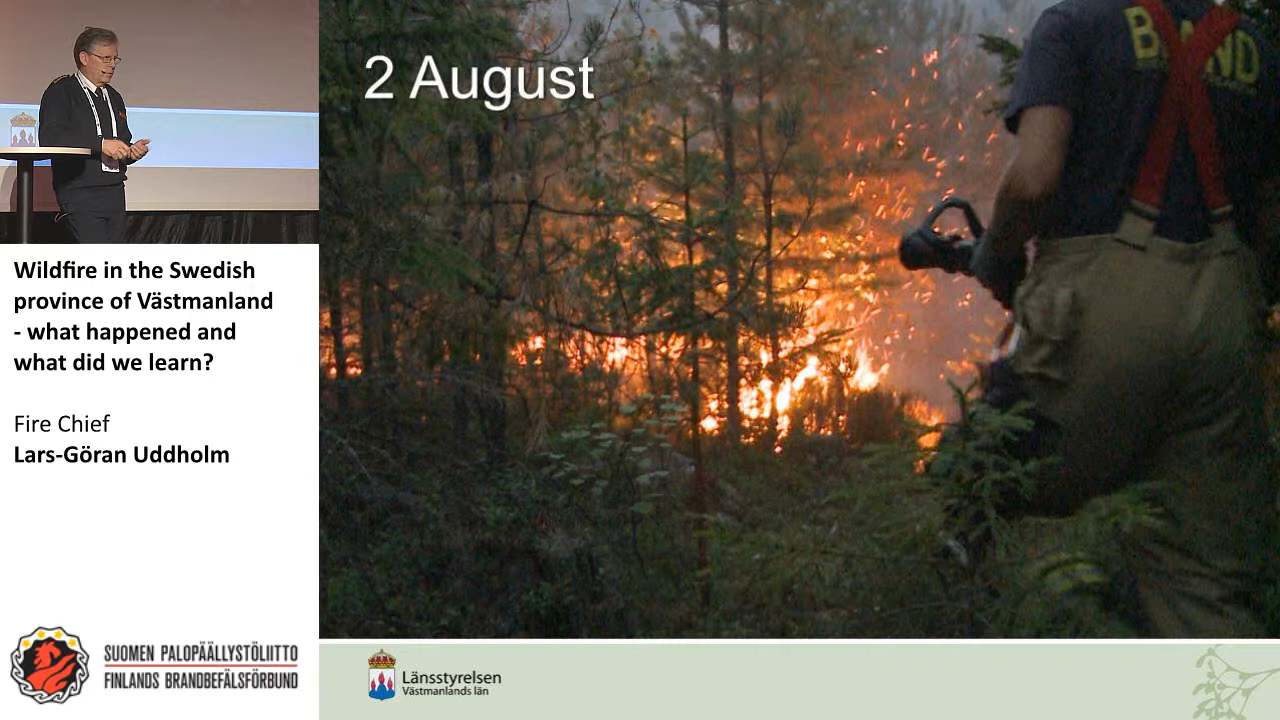 Wildfire in the Swedish
province of Västmanland
- what happened and
what did we learn?
Fire Chief
Lars-Göran Uddholm
SUOMEN PALOPÄÄLLYSTÖLIITTO
FINLANDS BRANDBEFÄLSFÖRBUND
2 August
BRAND
Länsstyrelsen
Västmanlands län